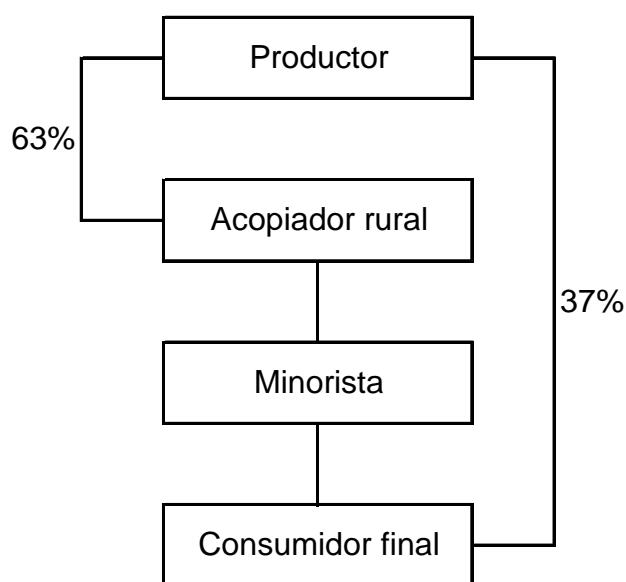 Productor
63%
Acopiador rural
37%
Minorista
Consumidor final